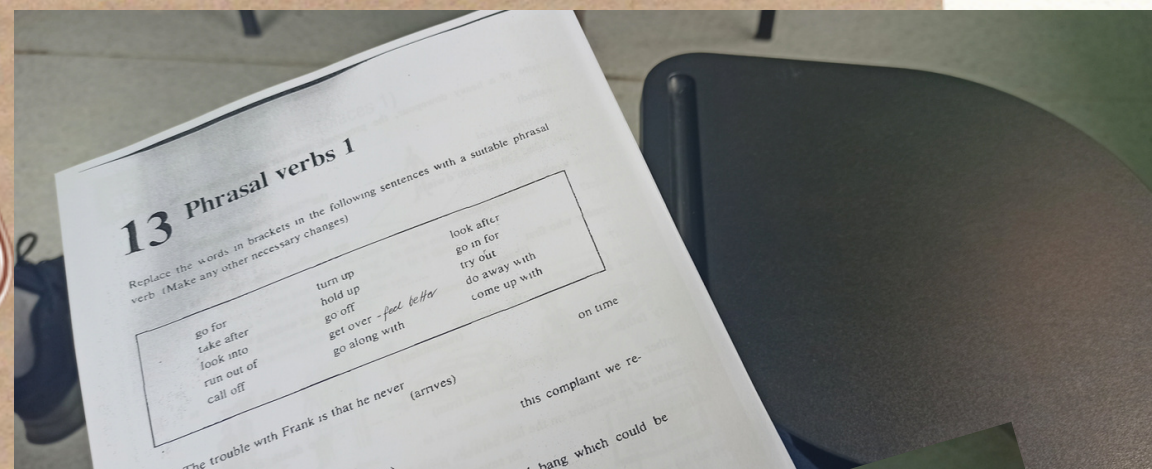 13 Phrasal verbs 1
Replace the words in brackets in the following sentences with a suitable phrasal
verb (Make any other necessary changes)
go for
take after
look into
run out of
call off
turn up
hold up
go off
get over - feel better
go along with
look after
go in for
try out
do away with
come up with
The trouble with Frank is that he never on time
(arrives)
this complaint we re-
bang which could be